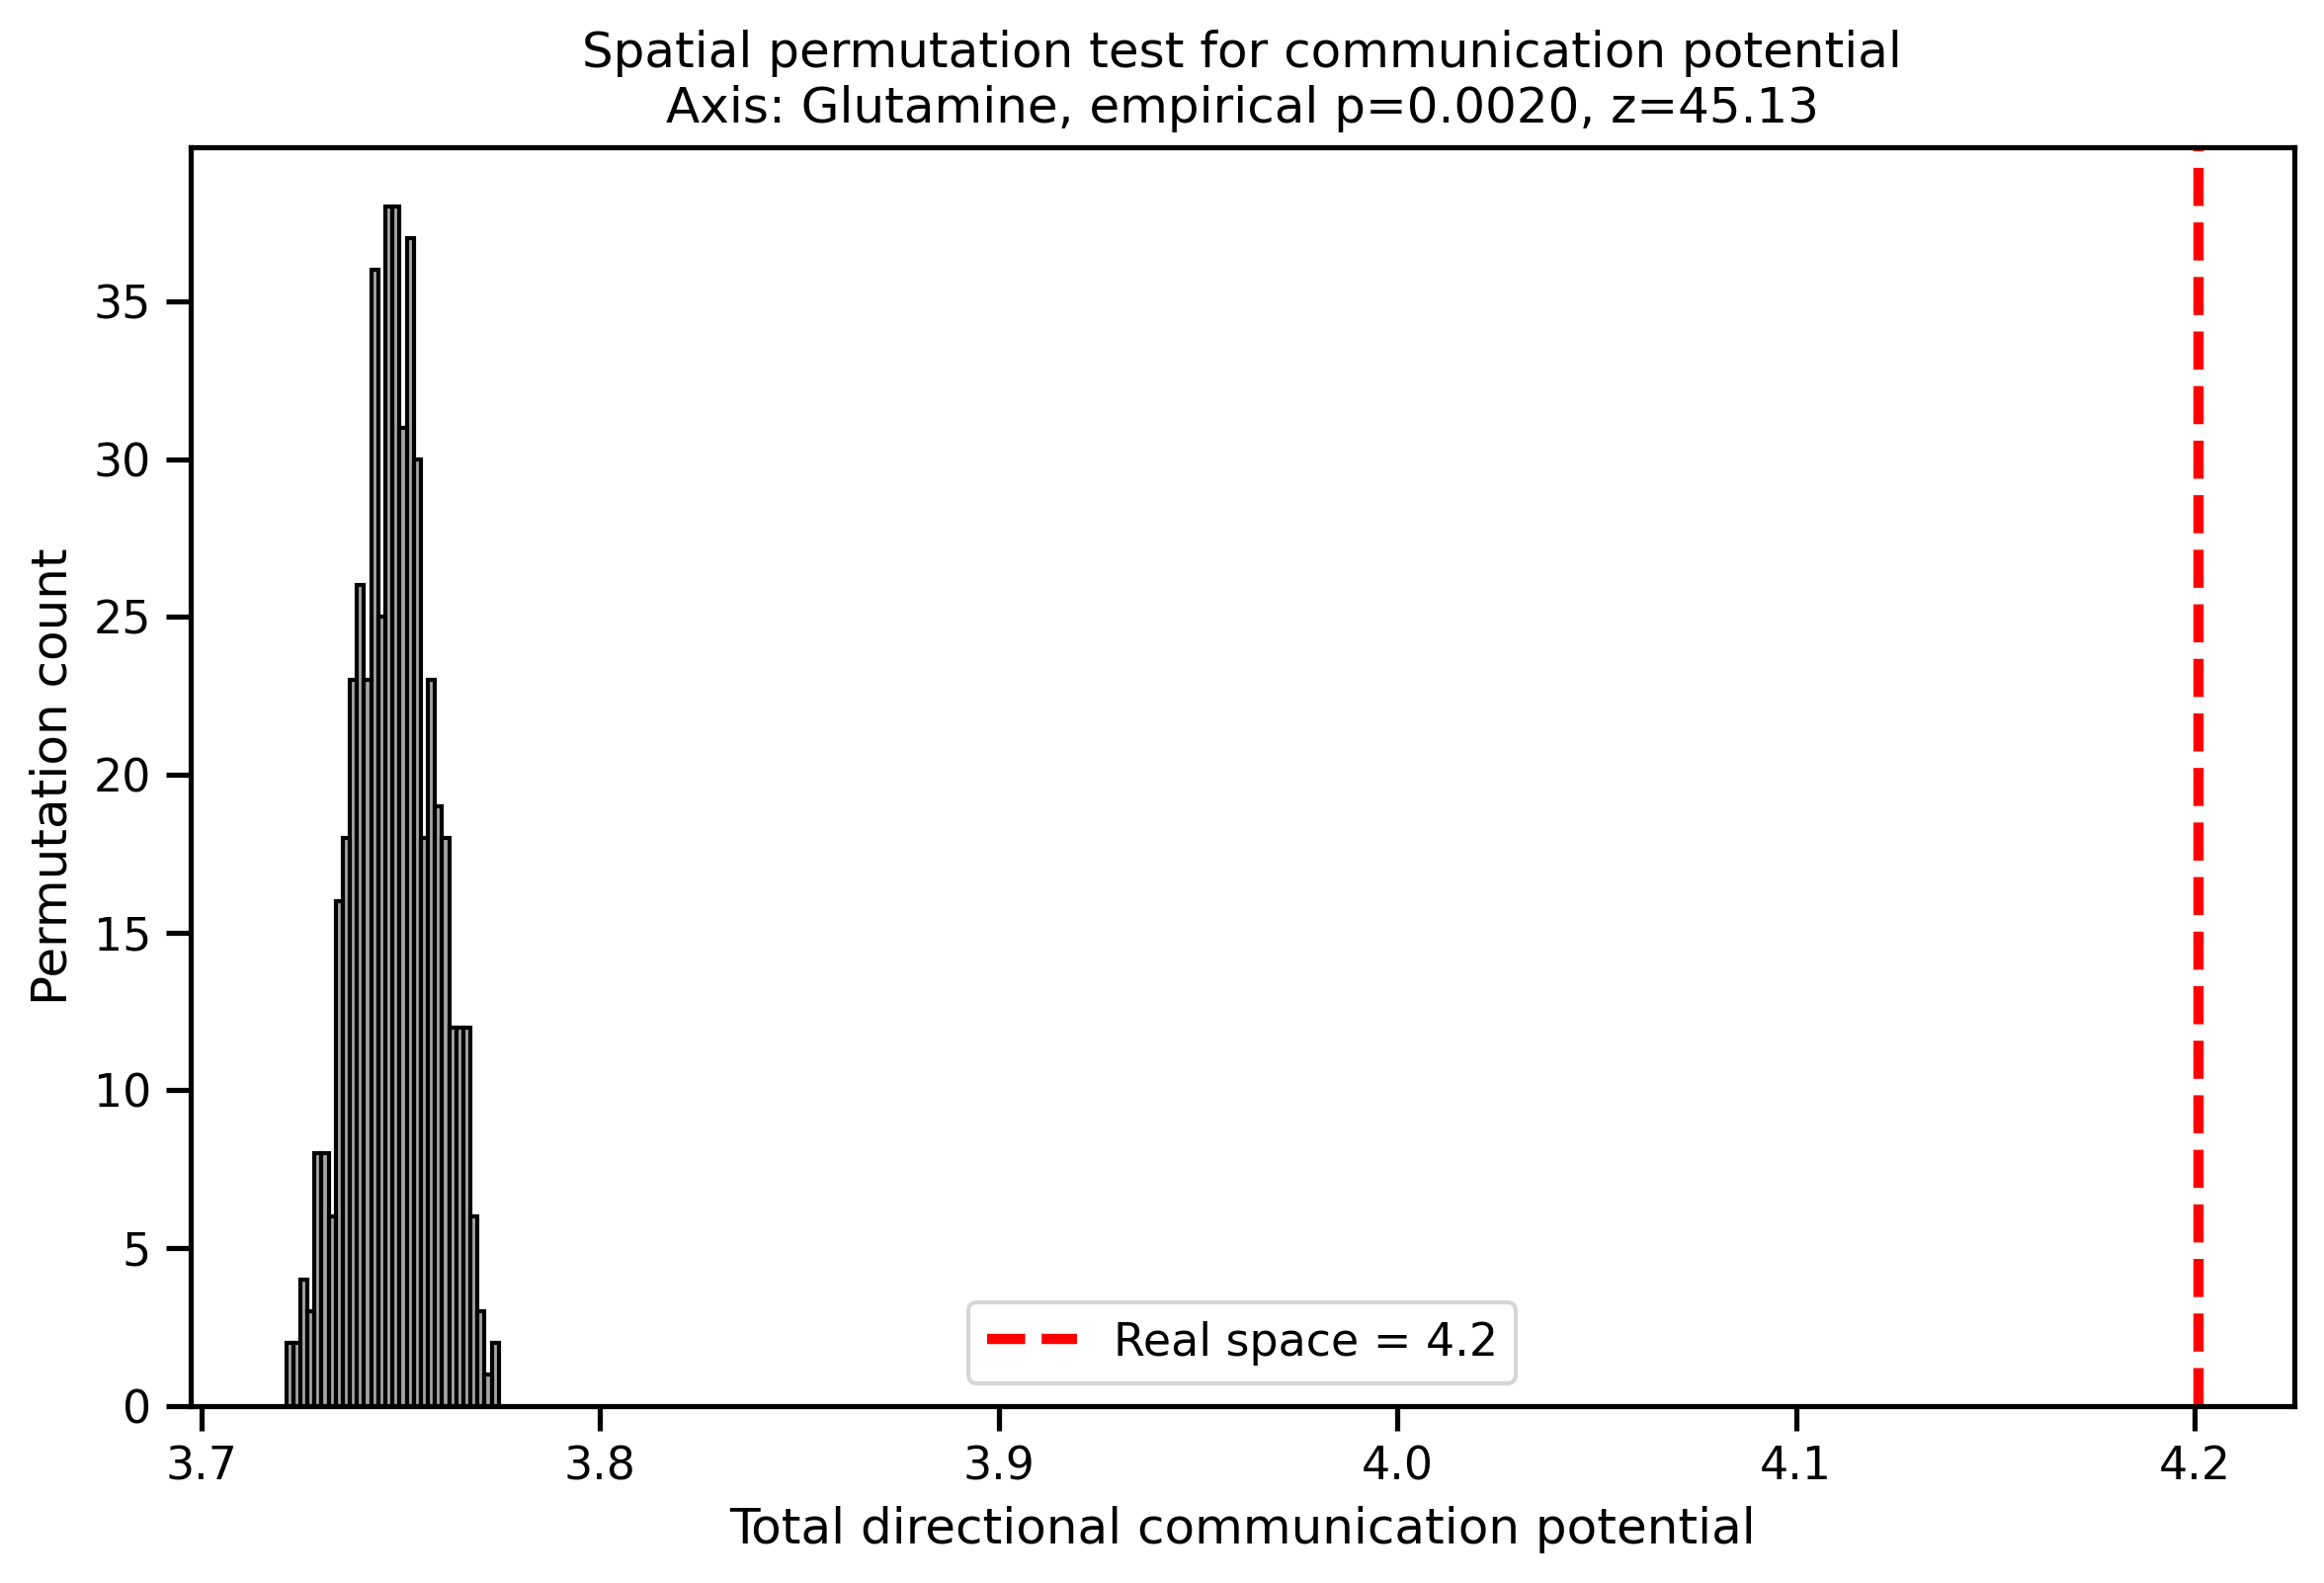 Spatial permutation test for communication potential
Axis: Glutamine, empirical p=0.0020, z=45.13
Permutation count
35
30
25
20
15
10
5
0
Real space = 4.2
3.7 3.8 3.9 4.0 4.1 4.2
Total directional communication potential